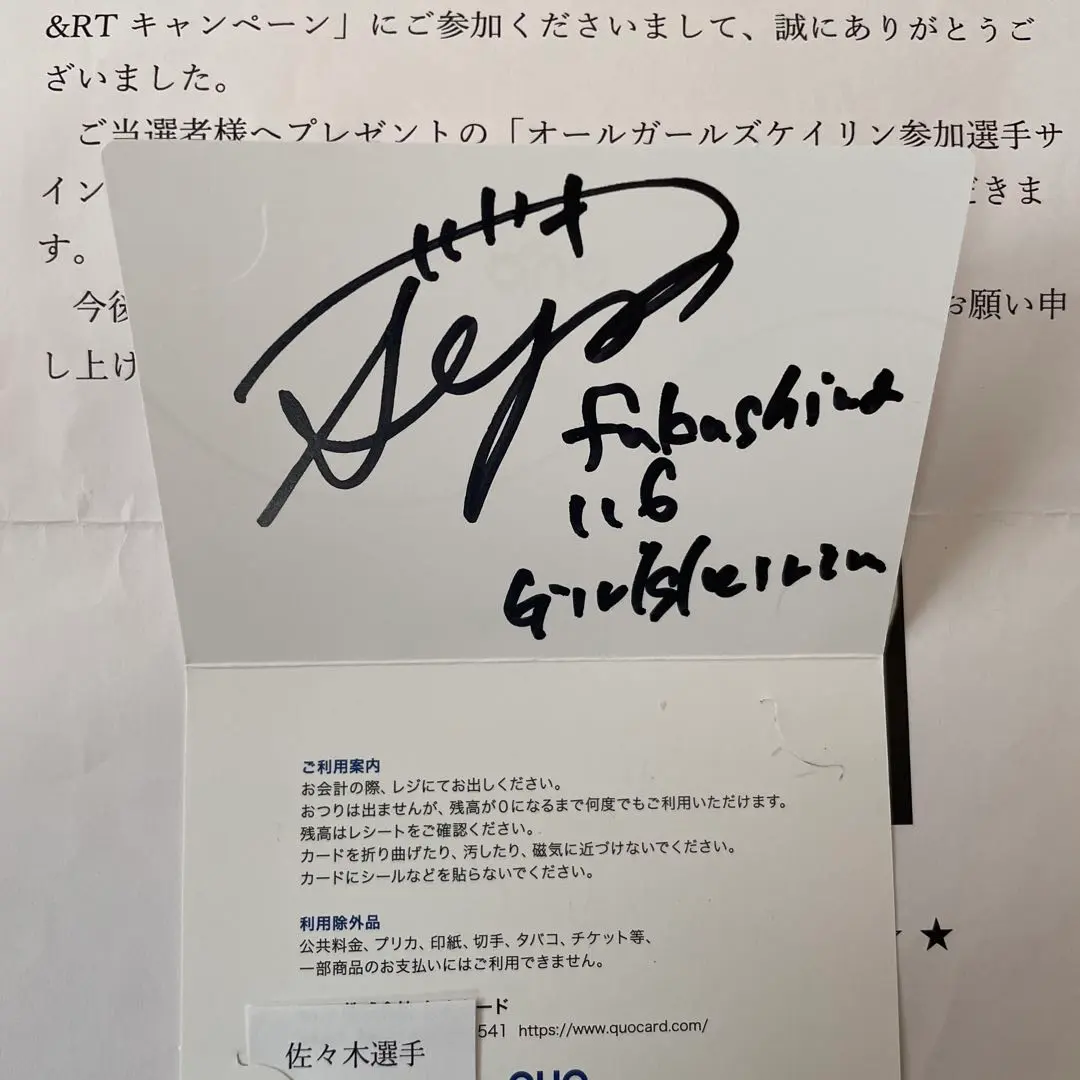 &RT キャンペーン」にご参加くださいまして、誠にありがとうご
ざいました。
ご当選者様へプレゼントの「オールガールズケイリン参加選手サ
イン
だきま
す。
今後
お願い申
し上げ
Fukushima
116
Girl's Keirin
ご利用案内
お会計の際、レジにてお出しください。
おつりは出ませんが、残高が0になるまで何度でもご利用いただけます。
残高はレシートをご確認ください。
カードを折り曲げたり、汚したり、磁気に近づけないでください。
カードにシールなどを貼らないでください。
利用除外品
公共料金、プリカ、印紙、切手、タバコ、チケット等、
一部商品のお支払いにはご利用できません。
ード
541 https://www.quocard.com/
佐々木選手
QUO
★